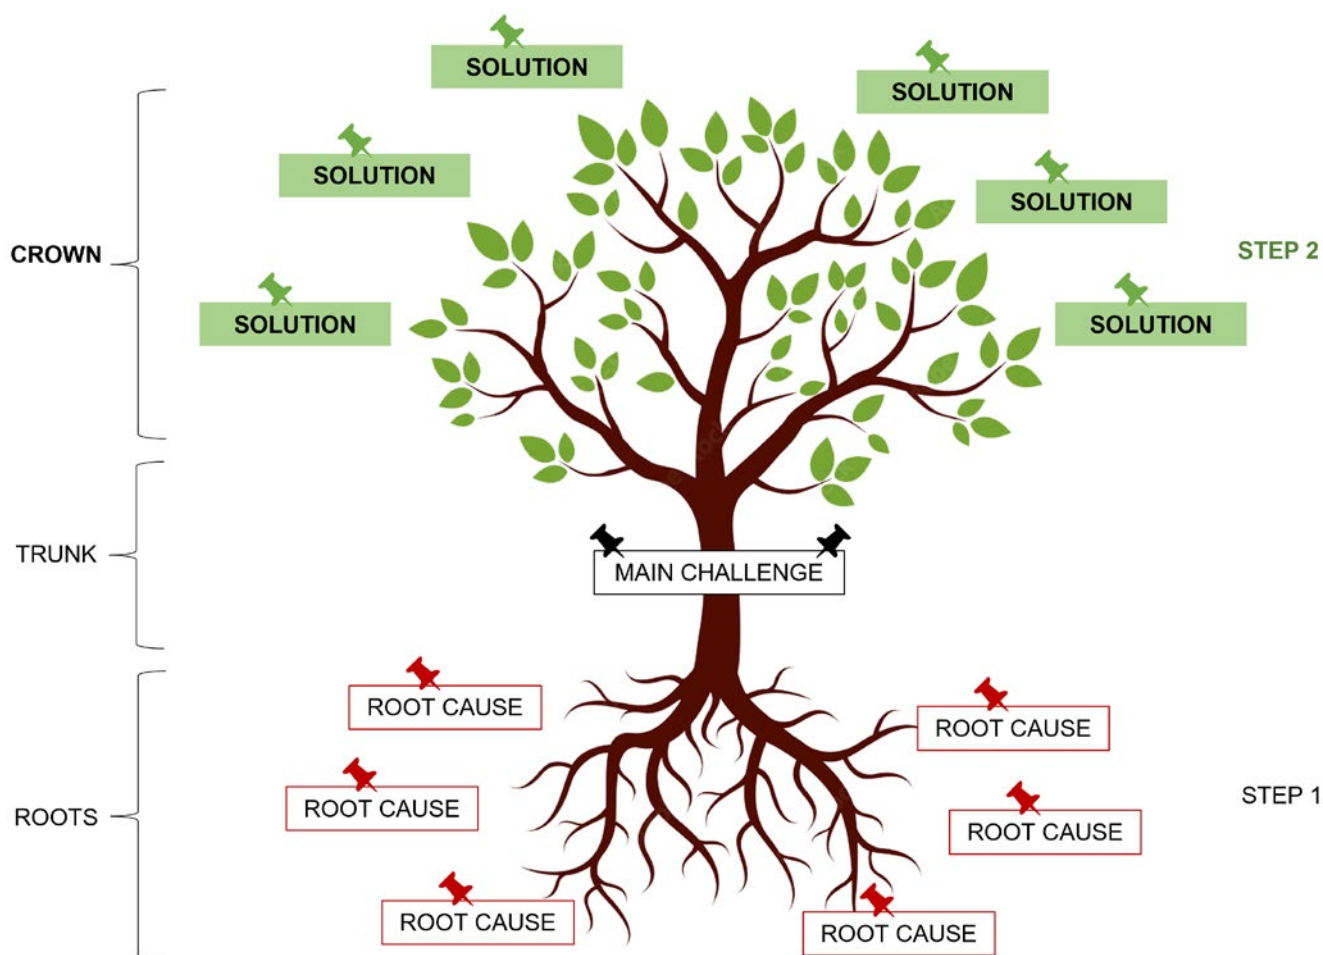 SOLUTION
SOLUTION
SOLUTION
SOLUTION
CROWN
STEP 2
SOLUTION
SOLUTION
TRUNK
MAIN CHALLENGE
ROOT CAUSE
ROOT CAUSE
ROOT CAUSE
STEP 1
ROOTS
ROOT CAUSE
ROOT CAUSE
ROOT CAUSE